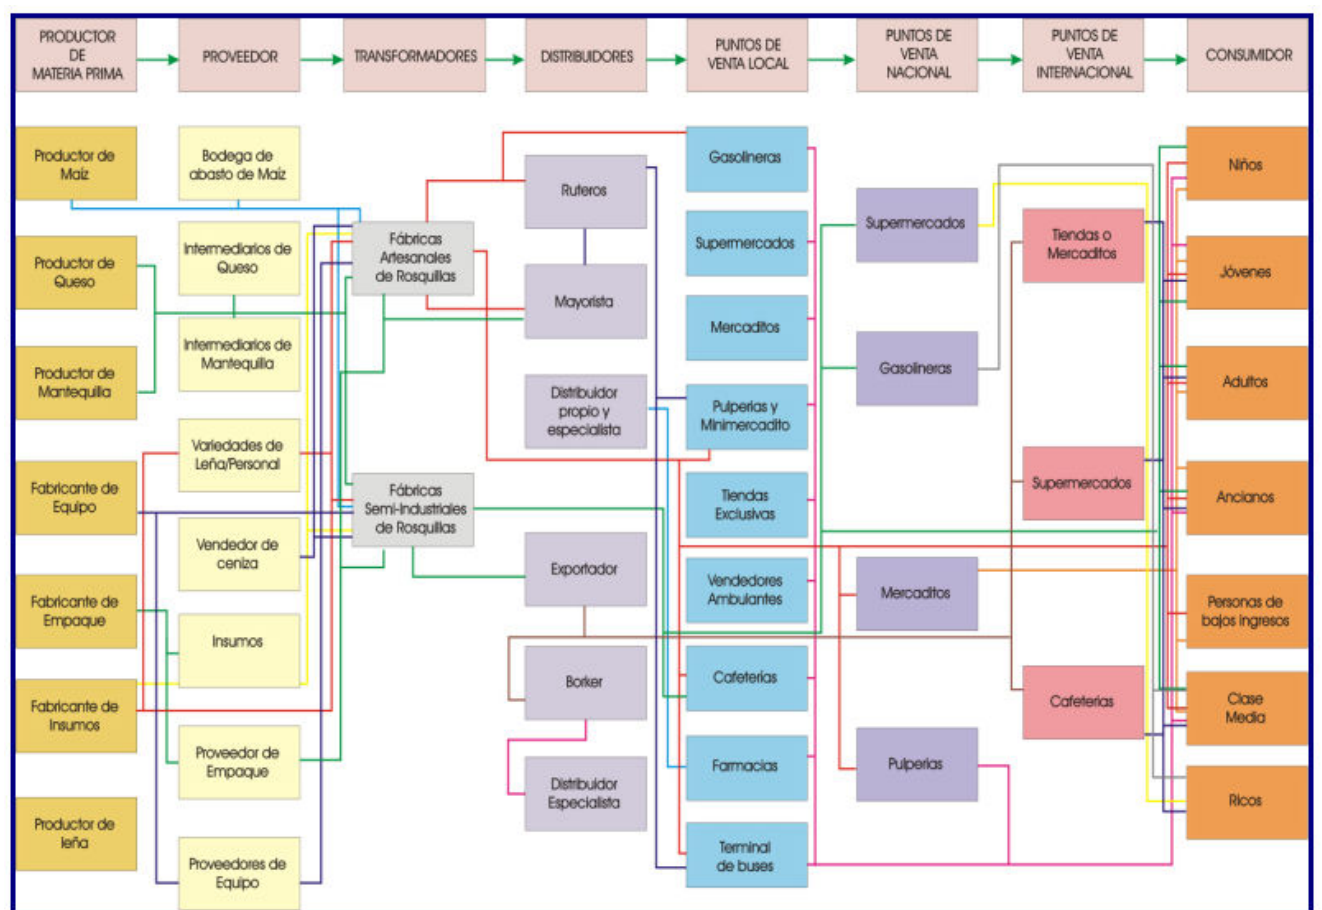 PRODUCTOR
DE
MATERIA PRIMA
PROVEEDOR
TRANSFORMADORES
DISTRIBUIDORES
PUNTOS DE
VENTA LOCAL
PUNTOS DE
VENTA
NACIONAL
PUNTOS DE
VENTA
INTERNACIONAL
CONSUMIDOR
Productor de
Maíz
Productor de
Queso
Productor de
Mantequilla
Fabricante de
Equipo
Fabricante de
Empaque
Fabricante de
Insumos
Productor de
leña
Bodega de
abasto de Maíz
Intermediarios de
Queso
Intermediarios de
Mantequilla
Variedades de
Leña/Personal
Vendedor de
ceniza
Insumos
Proveedor de
Empaque
Proveedores de
Equipo
Fábricas
Artesanales
de Rosquillas
Fábricas
Semi-Industriales
de Rosquillas
Ruteros
Mayorista
Distribuidor
propio y
especialista
Exportador
Borker
Distribuidor
Especialista
Gasolineras
Supermercados
Mercaditos
Pulperías y
Minimercadito
Tiendas
Exclusivas
Vendedores
Ambulantes
Cafeterías
Farmacias
Terminal
de buses
Supermercados
Gasolineras
Mercaditos
Pulperías
Tiendas o
Mercaditos
Supermercados
Cafeterías
Niños
Jóvenes
Adultos
Ancianos
Personas de
bajos ingresos
Clase
Media
Ricos